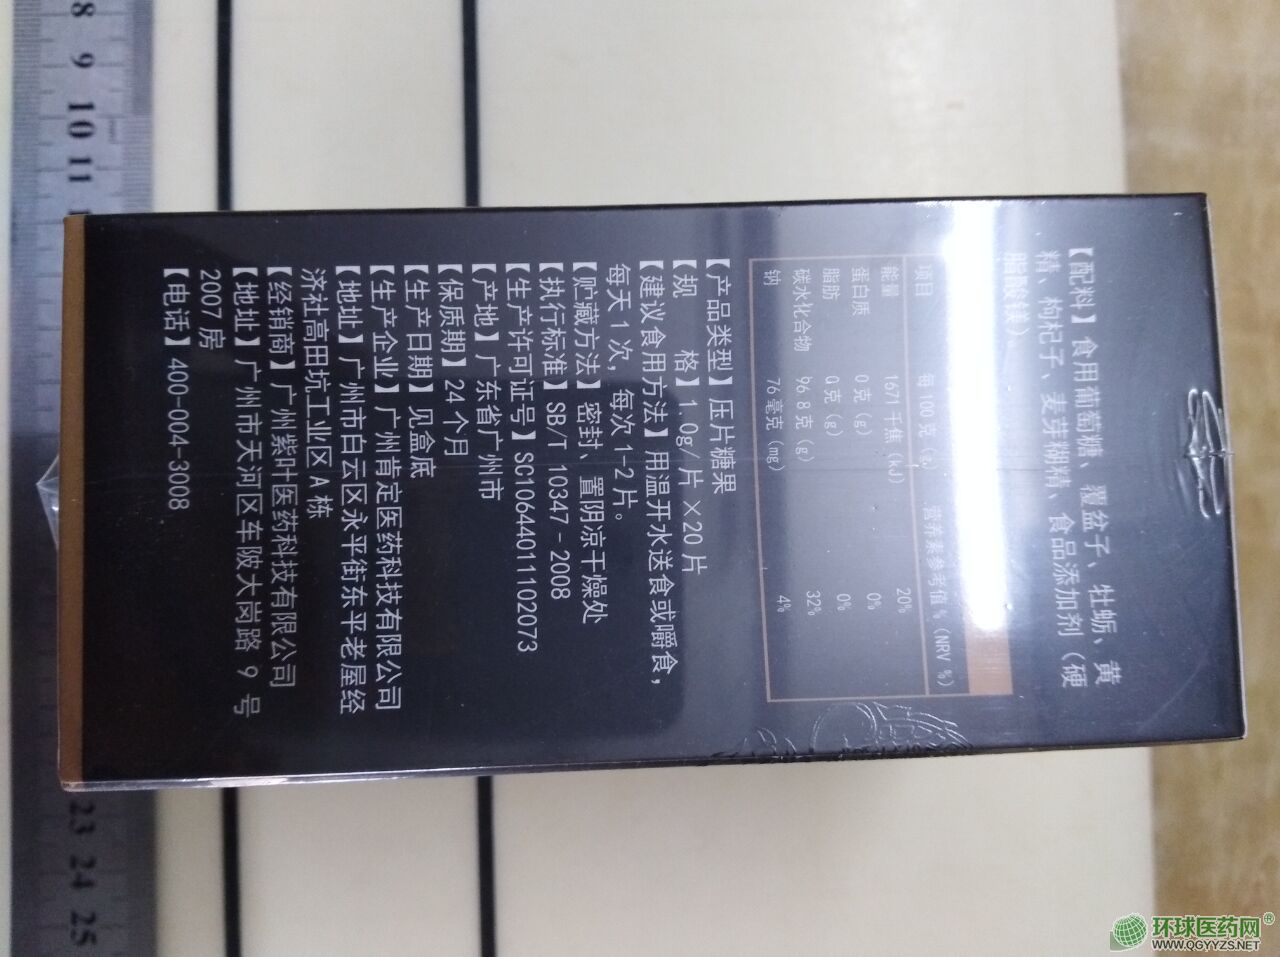 【配料】食用葡萄糖、覆盆子、牡蛎、黄
精、枸杞子、麦芽糊精、食品添加剂（硬
脂酸镁）。
项目 每100克（g） 营养素参考值%（NRV %）
能量 1671 千焦（kJ） 20%
蛋白质 0 克（g） 0%
脂肪 0 克（g） 0%
碳水化合物 96.8 克（g） 32%
钠 76 毫克（mg） 4%
【产品类型】压片糖果
【规 格】1.0g/片×20片
【建议食用方法】用温开水送食或嚼食，
每天1次，每次1-2片。
【贮藏方法】密封、置阴凉干燥处
【执行标准】SB/T 10347-2008
【生产许可证号】SC10644011102073
【产地】广东省广州市
【保质期】24个月
【生产日期】见盒底
【生产企业】广州肯定医药科技有限公司
【地址】广州市白云区永平街东平老屋经
济社高田坑工业区A栋
【经销商】广州紫叶医药科技有限公司
【地址】广州市天河区车陂大岗路9号
2007房
【电话】400-004-3008
8
9
10
11
23
24
25
环球医药网®
WWW.QGYYZS.NET